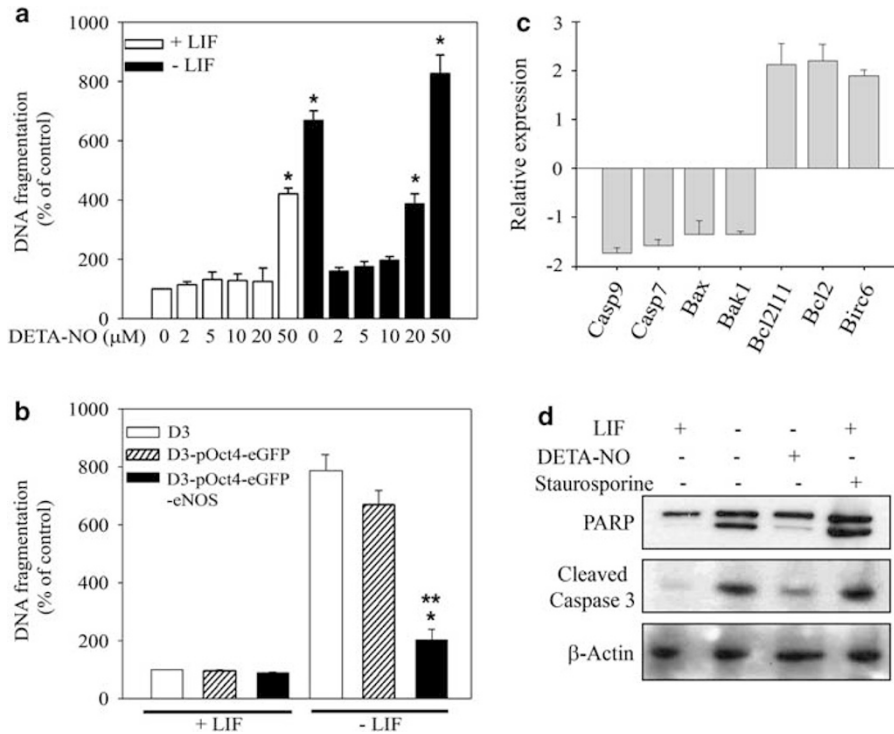 a
1000
800
600
400
200
0
DNA fragmentation
(% of control)
+ LIF
- LIF
*
*
*
*
DETA-NO (μM) 0 2 5 10 20 50 0 2 5 10 20 50
c
3
2
1
0
-1
-2
Relative expression
Casp9
Casp7
Bax
Bak1
Bcl2l11
Bcl2
Birc6
b
1000
800
600
400
200
0
DNA fragmentation
(% of control)
D3
D3-pOct4-eGFP
D3-pOct4-eGFP
-eNOS
**
*
+ LIF
- LIF
d
LIF + - - +
DETA-NO - - + -
Staurosporine - - - +
PARP
Cleaved
Caspase 3
β-Actin